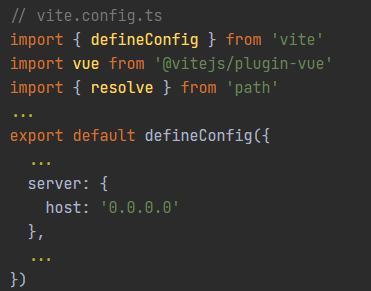 // vite.config.ts
import { defineConfig } from 'vite'
import vue from '@vitejs/plugin-vue'
import { resolve } from 'path'
...
export default defineConfig({
  ...
  server: {
    host: '0.0.0.0'
  },
  ...
})